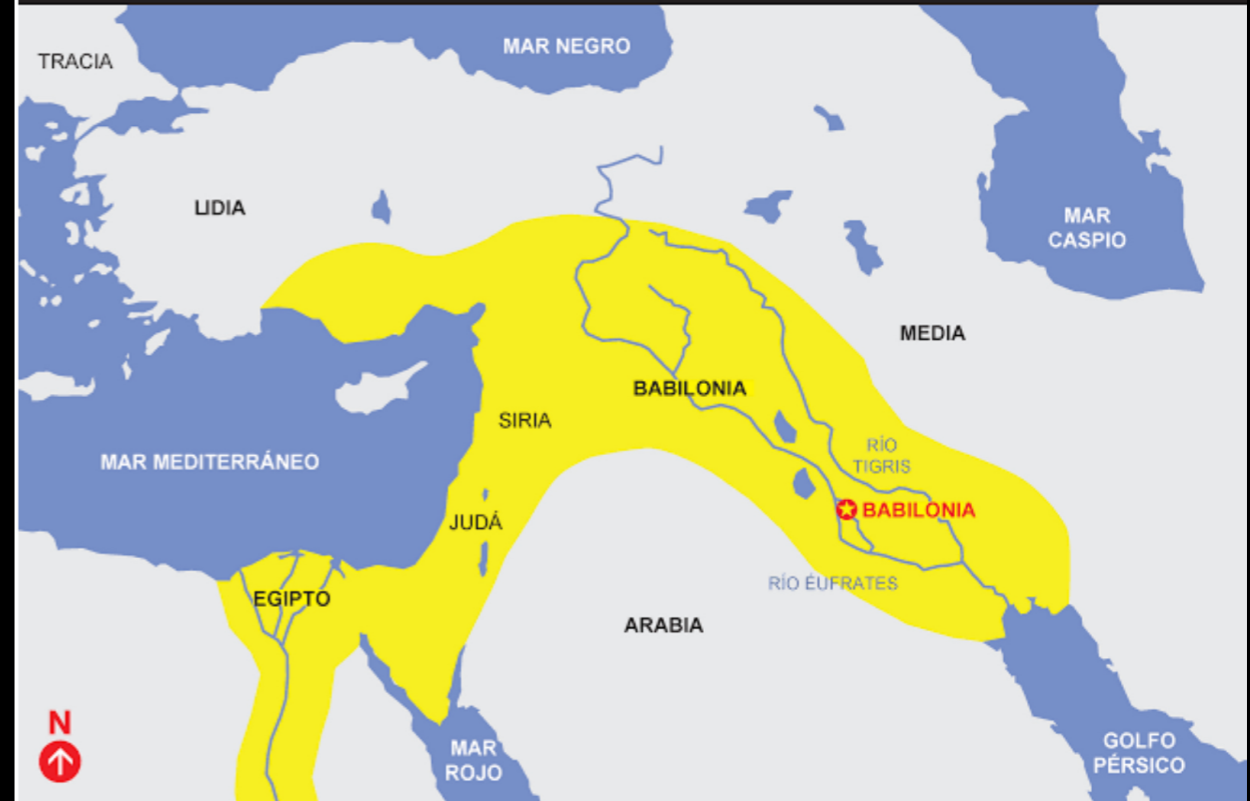 MAR NEGRO
TRACIA
LIDIA
MAR
CASPIO
MEDIA
BABILONIA
SIRIA
RÍO
TIGRIS
MAR MEDITERRÁNEO
BABILONIA
JUDÁ
RÍO ÉUFRATES
EGIPTO
ARABIA
N
MAR
ROJO
GOLFO
PÉRSICO